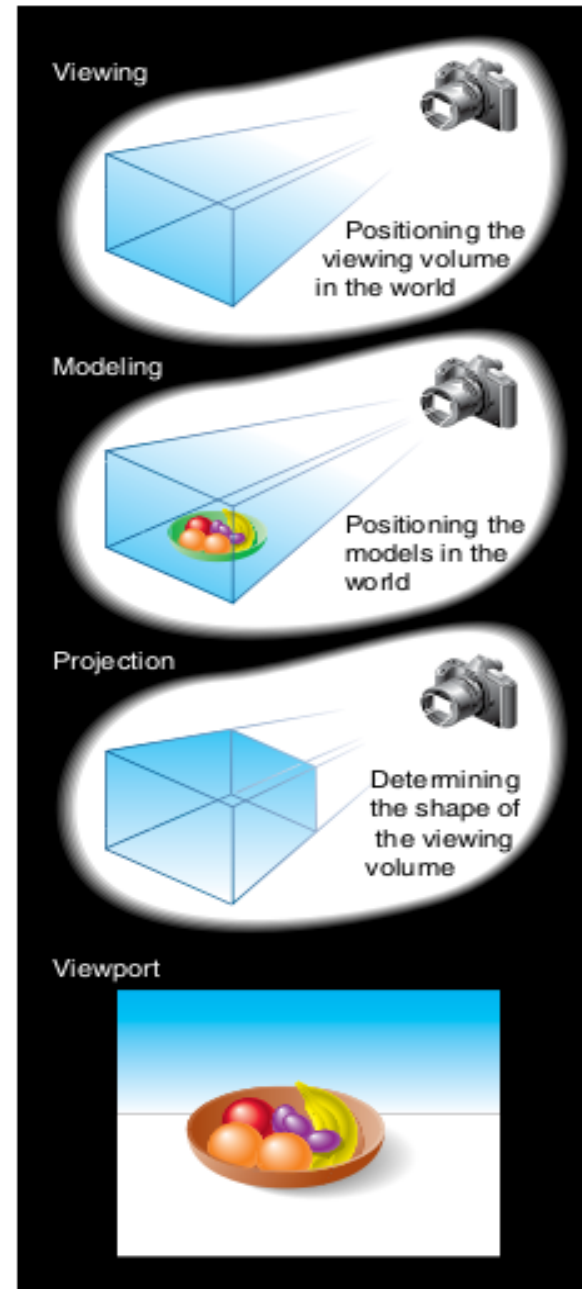 Viewing
Positioning the
viewing volume
in the world
Modeling
Positioning the
models in the
world
Projection
Determining
the shape of
the viewing
volume
Viewport